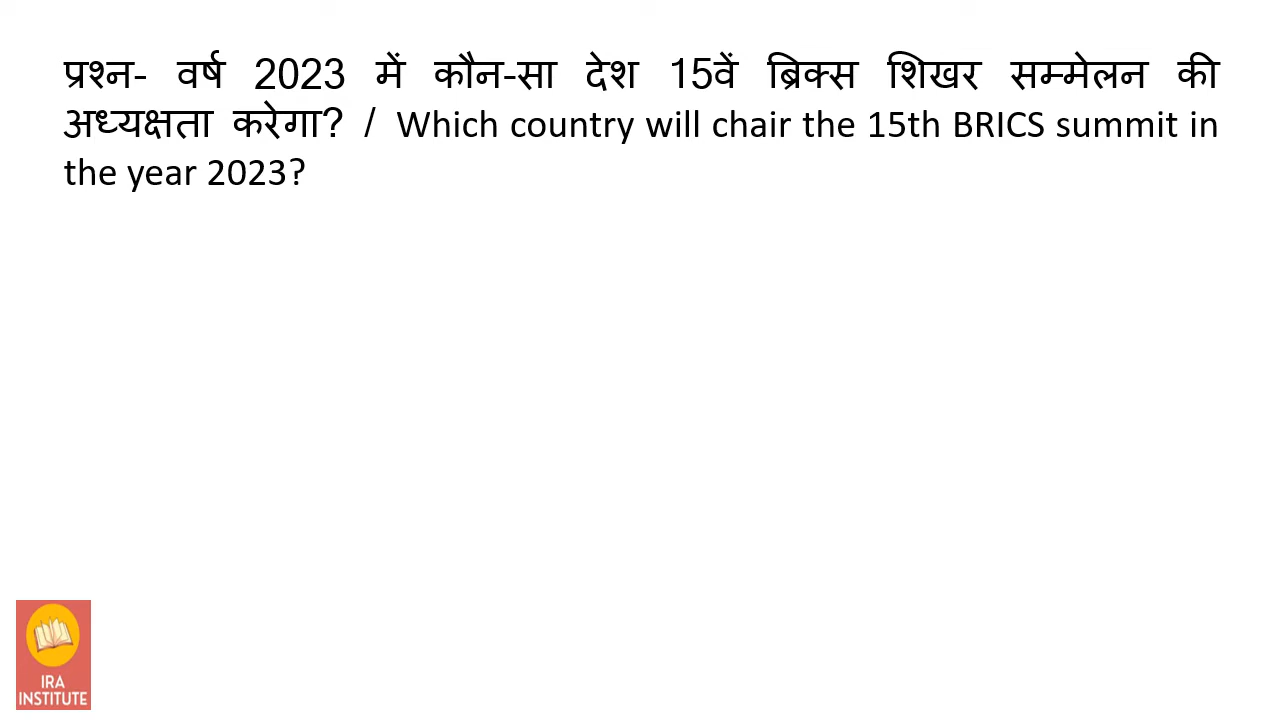 प्रश्न- वर्ष 2023 में कौन-सा देश 15वें ब्रिक्स शिखर सम्मेलन की
अध्यक्षता करेगा? / Which country will chair the 15th BRICS summit in
the year 2023?
IRA
INSTITUTE